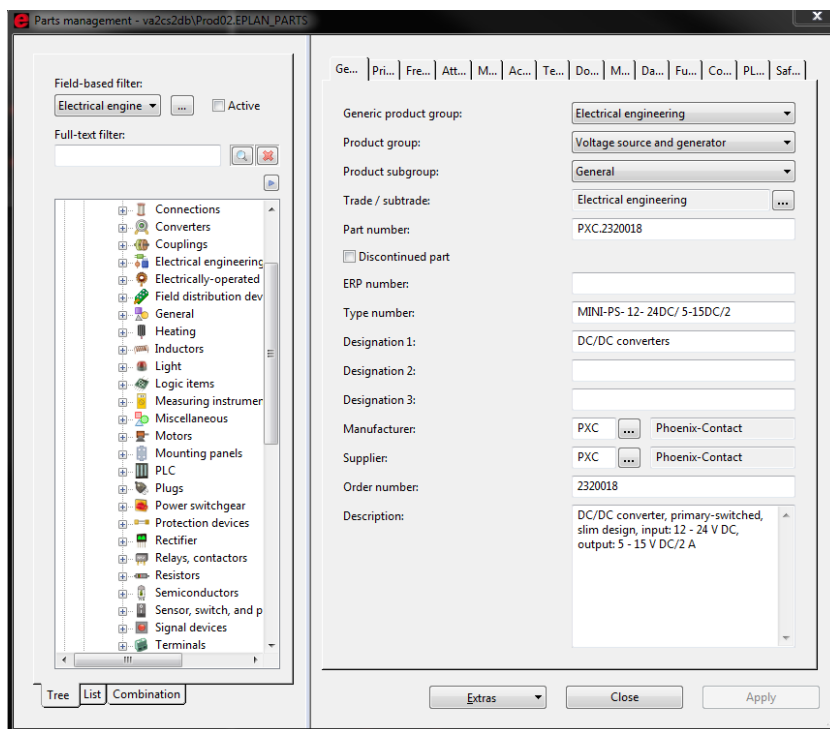 Parts management - va2cs2db\Prod02.EPLAN_PARTS
x
Field-based filter:
Electrical engine
...
Active
Full-text filter:
Connections
Converters
Couplings
Electrical engineering
Electrically-operated
Field distribution dev
General
Heating
Inductors
Light
Logic items
Measuring instrumen
Miscellaneous
Motors
Mounting panels
PLC
Plugs
Power switchgear
Protection devices
Rectifier
Relays, contactors
Resistors
Semiconductors
Sensor, switch, and p
Signal devices
Terminals
Tree List Combination
Ge... Pri... Fre... Att... M... Ac... Te... Do... M... Da... Fu... Co... PL... Saf...
Generic product group: Electrical engineering
Product group: Voltage source and generator
Product subgroup: General
Trade / subtrade: Electrical engineering ...
Part number: PXC.2320018
Discontinued part
ERP number:
Type number: MINI-PS- 12- 24DC/ 5-15DC/2
Designation 1: DC/DC converters
Designation 2:
Designation 3:
Manufacturer: PXC ... Phoenix-Contact
Supplier: PXC ... Phoenix-Contact
Order number: 2320018
Description: DC/DC converter, primary-switched,
slim design, input: 12 - 24 V DC,
output: 5 - 15 V DC/2 A
Extras Close Apply